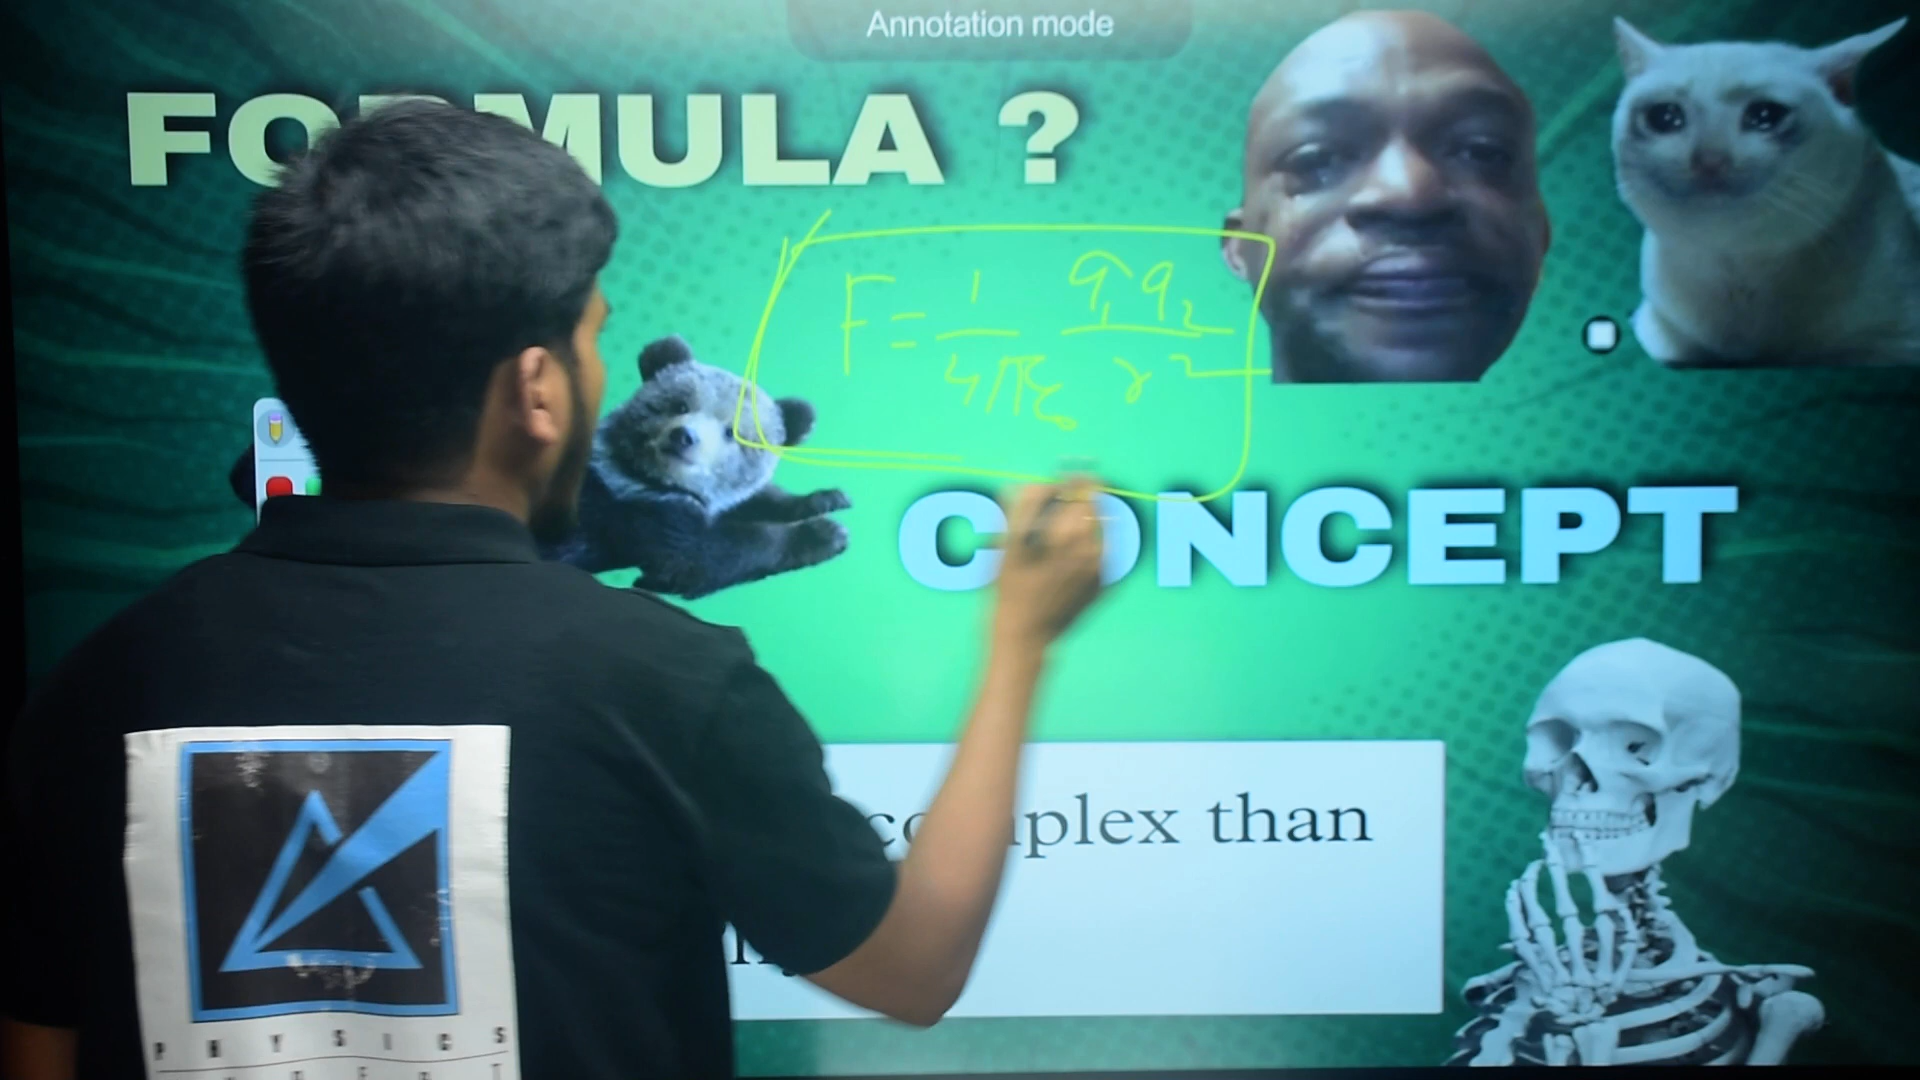 Annotation mode
FORMULA ?
F = 1/4πε₀ q₁q₂/r²
CONCEPT
complex than
PHYSICS